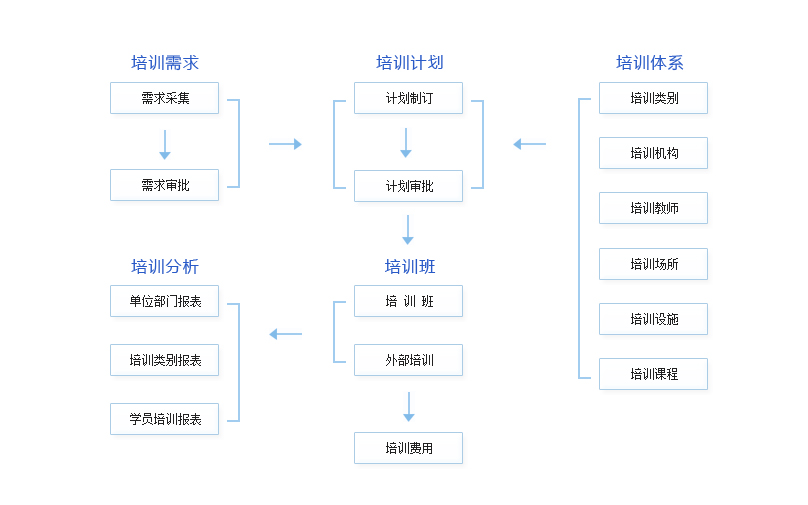 培训需求
需求采集
需求审批
培训计划
计划制订
计划审批
培训体系
培训类别
培训机构
培训教师
培训场所
培训设施
培训课程
培训分析
单位部门报表
培训类别报表
学员培训报表
培训班
培 训 班
外部培训
培训费用